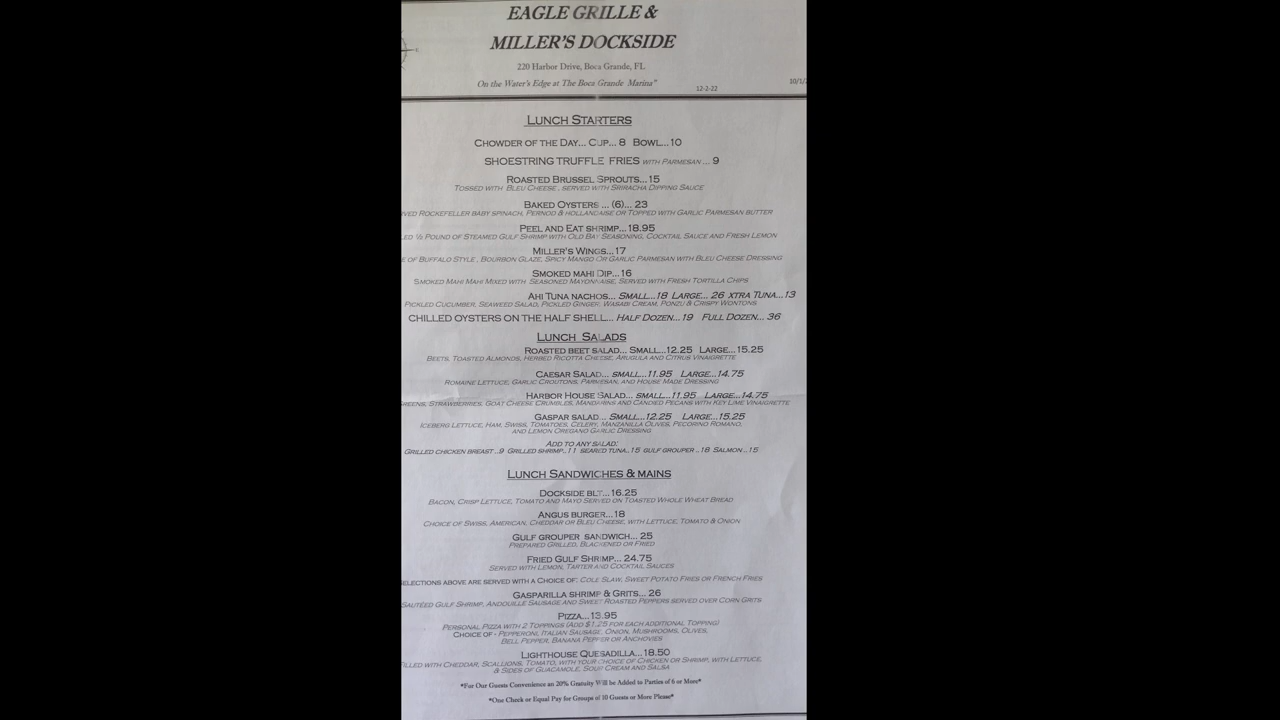 EAGLE GRILLE &
MILLER'S DOCKSIDE
220 Harbor Drive, Boca Grande, FL
On the Water's Edge at The Boca Grande Marina"
12-2-22
10/1/
LUNCH STARTERS
CHOWDER OF THE DAY... CUP... 8 BOWL...10
SHOESTRING TRUFFLE FRIES WITH PARMESAN ... 9
ROASTED BRUSSEL SPROUTS...15
TOSSED WITH BLEU CHEESE , SERVED WITH SRIRACHA DIPPING SAUCE
BAKED OYSTERS ... (6)... 23
VED ROCKEFELLER BABY SPINACH, PERNOD & HOLLANDAISE OR TOPPED WITH GARLIC PARMESAN BUTTER
PEEL AND EAT SHRIMP...18.95
ED ½ POUND OF STEAMED GULF SHRIMP WITH OLD BAY SEASONING, COCKTAIL SAUCE AND FRESH LEMON
MILLER'S WINGS...17
E OF BUFFALO STYLE , BOURBON GLAZE, SPICY MANGO OR GARLIC PARMESAN WITH BLEU CHEESE DRESSING
SMOKED MAHI DIP...16
SMOKED MAHI MAHI MIXED WITH SEASONED MAYONNAISE, SERVED WITH FRESH TORTILLA CHIPS
AHI TUNA NACHOS... SMALL...18 LARGE... 26 XTRA TUNA...13
PICKLED CUCUMBER, SEAWEED SALAD, PICKLED GINGER, WASABI CREAM, PONZU & CRISPY WONTONS
CHILLED OYSTERS ON THE HALF SHELL... HALF DOZEN...19 FULL DOZEN... 36
LUNCH SALADS
ROASTED BEET SALAD... SMALL...12.25 LARGE...15.25
BEETS, TOASTED ALMONDS, HERBED RICOTTA CHEESE, ARUGULA AND CITRUS VINAIGRETTE
CAESAR SALAD... SMALL...11.95 LARGE...14.75
ROMAINE LETTUCE, GARLIC CROUTONS, PARMESAN, AND HOUSE MADE DRESSING
HARBOR HOUSE SALAD... SMALL...11.95 LARGE...14.75
GREENS, STRAWBERRIES, GOAT CHEESE CRUMBLES, MANDARINS AND CANDIED PECANS WITH KEY LIME VINAIGRETTE
GASPAR SALAD ... SMALL...12.25 LARGE...15.25
ICEBERG LETTUCE, HAM, SWISS, TOMATOES, CELERY, MANZANILLA OLIVES, PECORINO ROMANO,
AND LEMON OREGANO GARLIC DRESSING
ADD TO ANY SALAD:
GRILLED CHICKEN BREAST ..9 GRILLED SHRIMP..11 SEARED TUNA..15 GULF GROUPER ..18 SALMON...15
LUNCH SANDWICHES & MAINS
DOCKSIDE BLT...16.25
BACON, CRISP LETTUCE, TOMATO AND MAYO SERVED ON TOASTED WHOLE WHEAT BREAD
ANGUS BURGER...18
CHOICE OF SWISS, AMERICAN, CHEDDAR OR BLEU CHEESE, WITH LETTUCE, TOMATO & ONION
GULF GROUPER SANDWICH... 25
PREPARED GRILLED, BLACKENED OR FRIED
FRIED GULF SHRIMP... 24.75
SERVED WITH LEMON, TARTER AND COCKTAIL SAUCES
ELECTIONS ABOVE ARE SERVED WITH A CHOICE OF: COLE SLAW, SWEET POTATO FRIES OR FRENCH FRIES
GASPARILLA SHRIMP & GRITS... 26
SAUTÉED GULF SHRIMP, ANDOUILLE SAUSAGE AND SWEET ROASTED PEPPERS SERVED OVER CORN GRITS
PIZZA...13.95
PERSONAL PIZZA WITH 2 TOPPINGS (ADD $1.25 FOR EACH ADDITIONAL TOPPING)
CHOICE OF - PEPPERONI, ITALIAN SAUSAGE, ONION, MUSHROOMS, OLIVES,
BELL PEPPER, BANANA PEPPER OR ANCHOVIES
LIGHTHOUSE QUESADILLA...18.50
ILLED WITH CHEDDAR, SCALLIONS, TOMATO, WITH YOUR CHOICE OF CHICKEN OR SHRIMP, WITH LETTUCE,
& SIDES OF GUACAMOLE, SOUR CREAM AND SALSA
*For Our Guests Convenience an 20% Gratuity Will be Added to Parties of 6 or More*
*One Check or Equal Pay for Groups of 10 Guests or More Please*